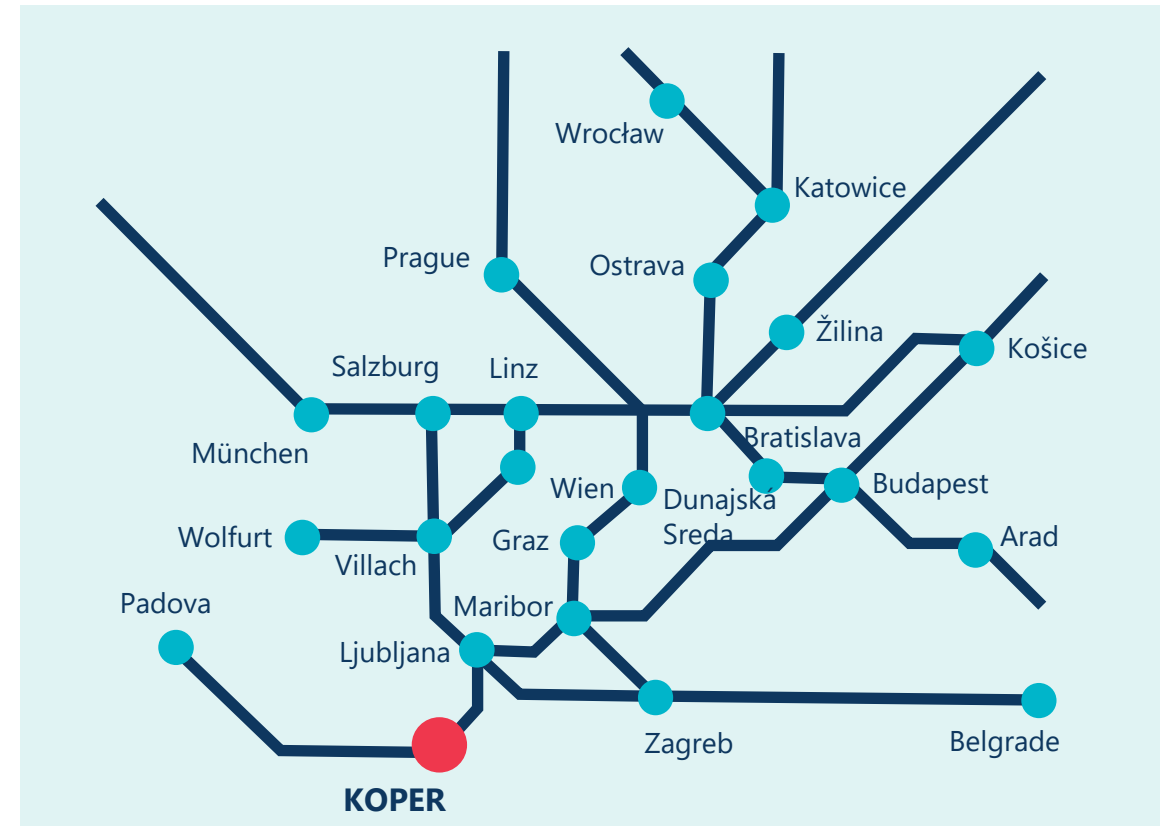 Wrocław
Katowice
Prague
Ostrava
Žilina
Košice
Salzburg
Linz
München
Bratislava
Wien
Dunajská
Sreda
Budapest
Wolfurt
Villach
Graz
Arad
Padova
Maribor
Ljubljana
Zagreb
Belgrade
KOPER